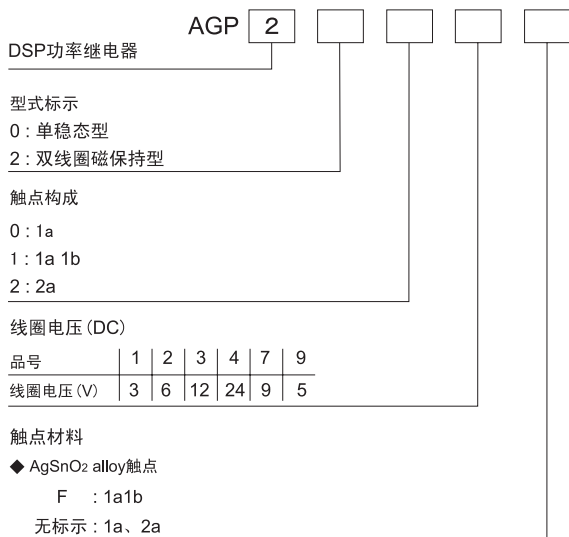 AGP 2
DSP功率继电器
型式标示
0 : 单稳态型
2 : 双线圈磁保持型
触点构成
0 : 1a
1 : 1a 1b
2 : 2a
线圈电压 (DC)
品号 1 2 3 4 7 9
线圈电压 (V) 3 6 12 24 9 5
触点材料
◆ AgSnO2 alloy触点
F : 1a1b
无标示 : 1a、2a